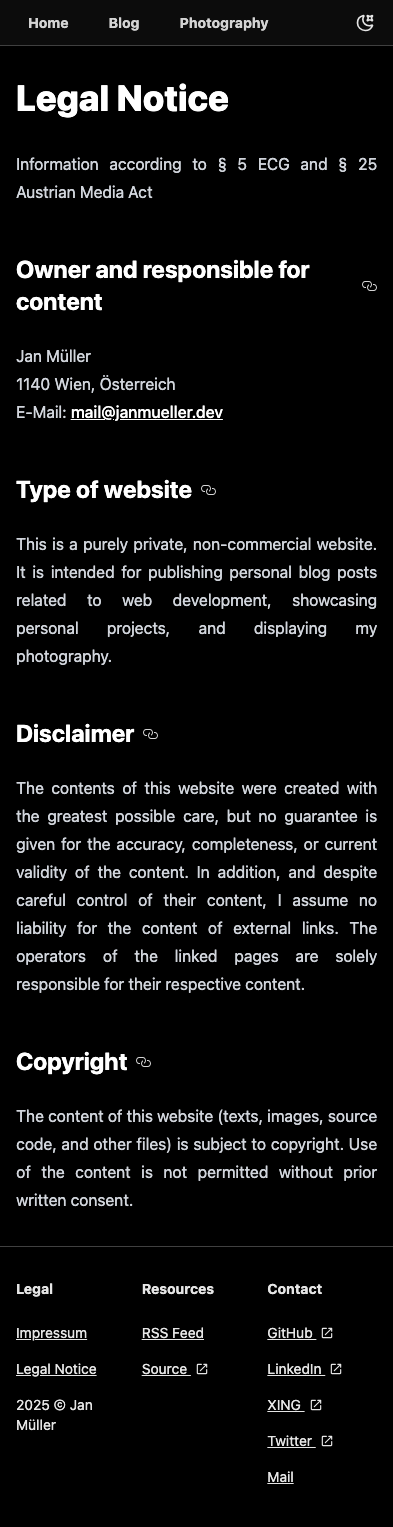 Home Blog Photography
Legal Notice
Information according to § 5 ECG and § 25
Austrian Media Act
Owner and responsible for
content
Jan Müller
1140 Wien, Österreich
E-Mail: mail@janmueller.dev
Type of website
This is a purely private, non-commercial website.
It is intended for publishing personal blog posts
related to web development, showcasing
personal projects, and displaying my
photography.
Disclaimer
The contents of this website were created with
the greatest possible care, but no guarantee is
given for the accuracy, completeness, or current
validity of the content. In addition, and despite
careful control of their content, I assume no
liability for the content of external links. The
operators of the linked pages are solely
responsible for their respective content.
Copyright
The content of this website (texts, images, source
code, and other files) is subject to copyright. Use
of the content is not permitted without prior
written consent.
Legal
Impressum
Legal Notice
2025 © Jan
Müller
Resources
RSS Feed
Source
Contact
GitHub
LinkedIn
XING
Twitter
Mail